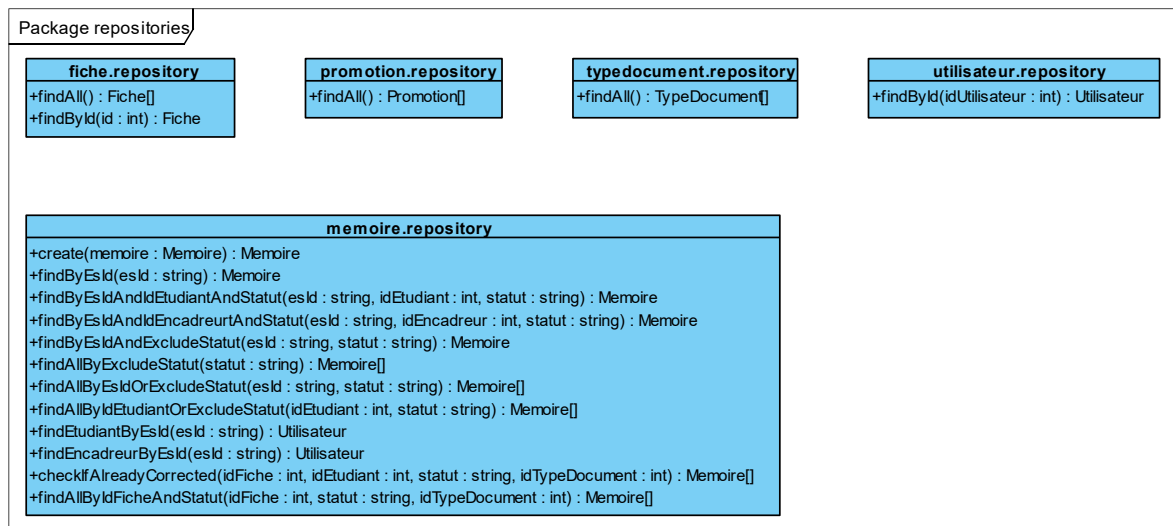 Package repositories
fiche.repository
+findAll() : Fiche[]
+findById(id : int) : Fiche
promotion.repository
+findAll() : Promotion[]
typedocument.repository
+findAll() : TypeDocument[]
utilisateur.repository
+findById(idUtilisateur : int) : Utilisateur
memoire.repository
+create(memoire : Memoire) : Memoire
+findByEsId(esId : string) : Memoire
+findByEsIdAndIdEtudiantAndStatut(esId : string, idEtudiant : int, statut : string) : Memoire
+findByEsIdAndIdEncadreurtAndStatut(esId : string, idEncadreur : int, statut : string) : Memoire
+findByEsIdAndExcludeStatut(esId : string, statut : string) : Memoire
+findAllByExcludeStatut(statut : string) : Memoire[]
+findAllByEsIdOrExcludeStatut(esId : string, statut : string) : Memoire[]
+findAllByIdEtudiantOrExcludeStatut(idEtudiant : int, statut : string) : Memoire[]
+findEtudiantByEsId(esId : string) : Utilisateur
+findEncadreurByEsId(esId : string) : Utilisateur
+checkIfAlreadyCorrected(idFiche : int, idEtudiant : int, statut : string, idTypeDocument : int) : Memoire[]
+findAllByIdFicheAndStatut(idFiche : int, statut : string, idTypeDocument : int) : Memoire[]